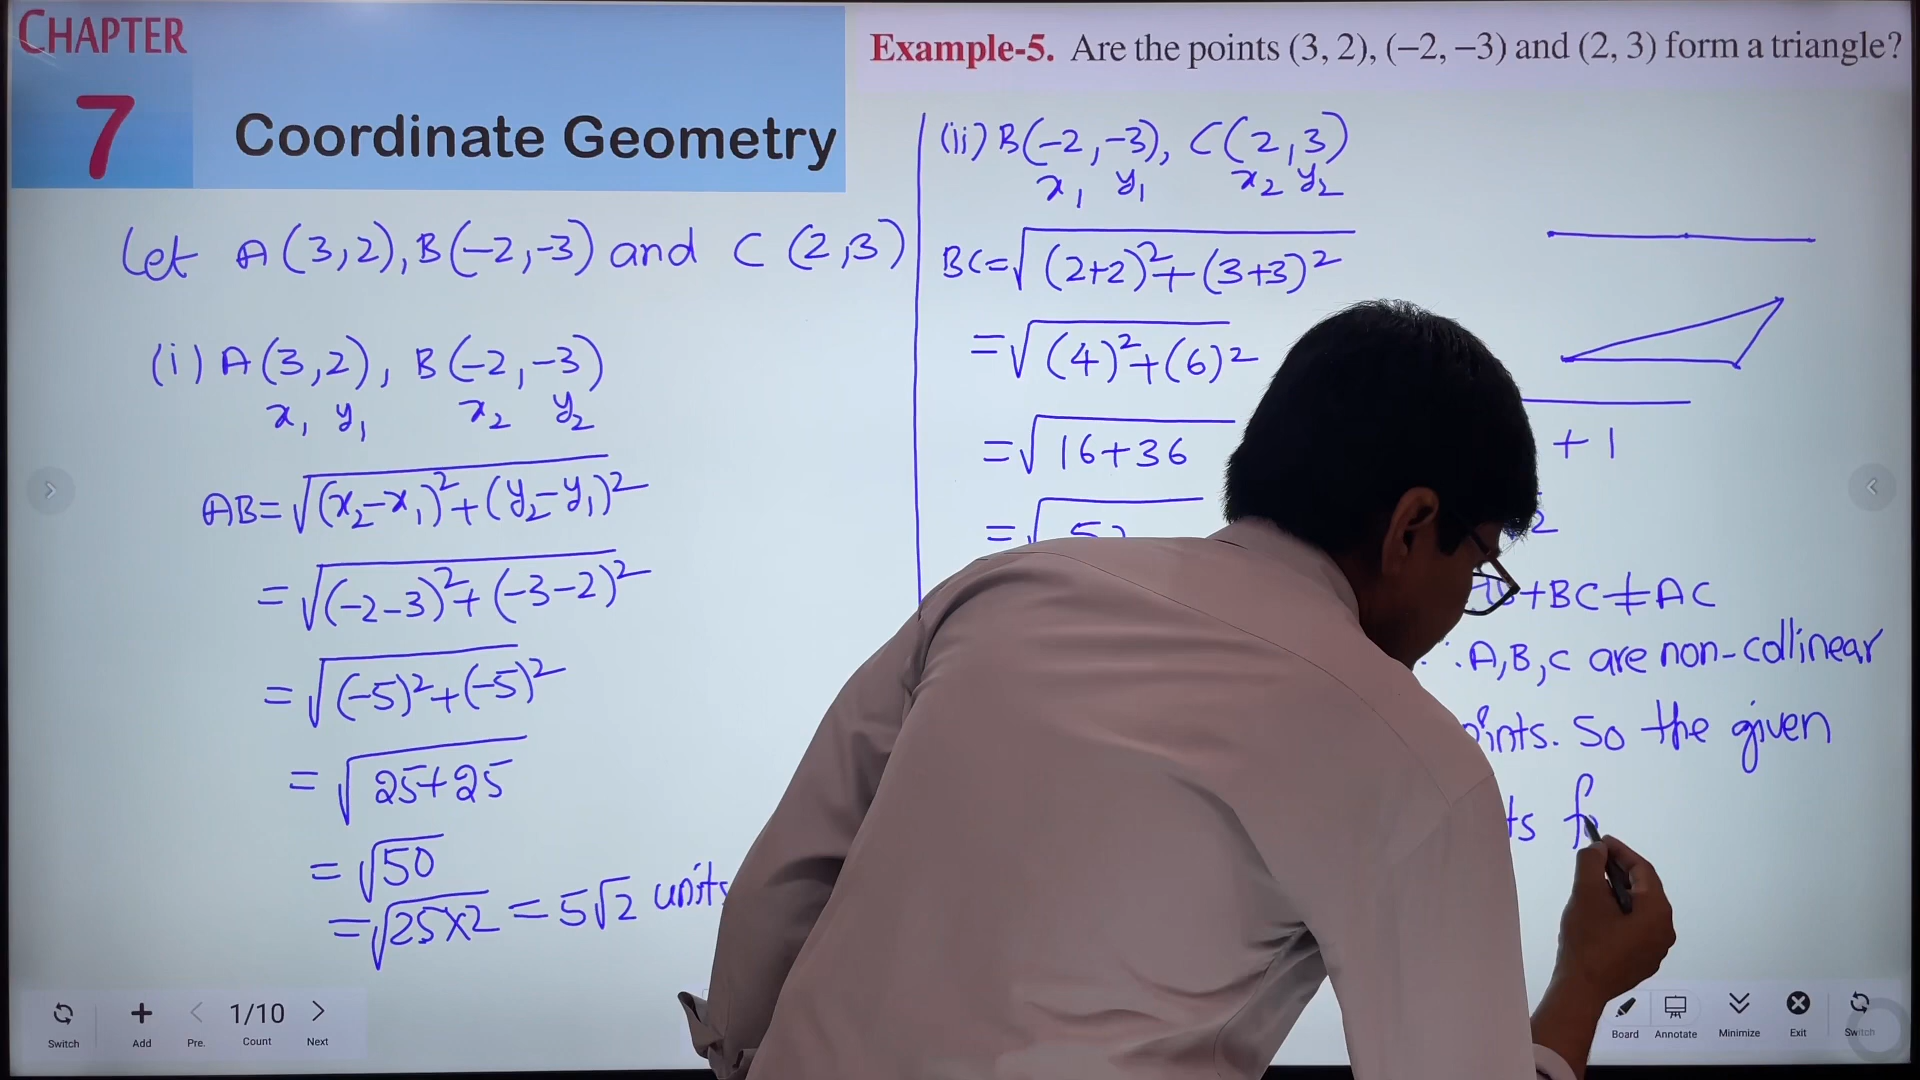 CHAPTER
7
Coordinate Geometry
Example-5. Are the points (3, 2), (−2, −3) and (2, 3) form a triangle?
Let A(3,2), B(-2,-3) and C (2,3)
(i) A(3,2), B(-2,-3)
x₁ y₁ x₂ y₂
AB=√(x₂-x₁)²+(y₂-y₁)²
=√(-2-3)²+(-3-2)²
=√(-5)²+(-5)²
=√25+25
=√50
=√25×2 = 5√2 units
(ii) B(-2,-3), C(2,3)
x₁ y₁ x₂ y₂
BC=√(2+2)²+(3+3)²
=√(4)²+(6)²
=√16+36
=√52
+1
2
+BC≠AC
∴A,B,C are non-collinear
So the given
1/10
Switch
Add
Pre.
Count
Next
Board
Annotate
Minimize
Exit
Switch